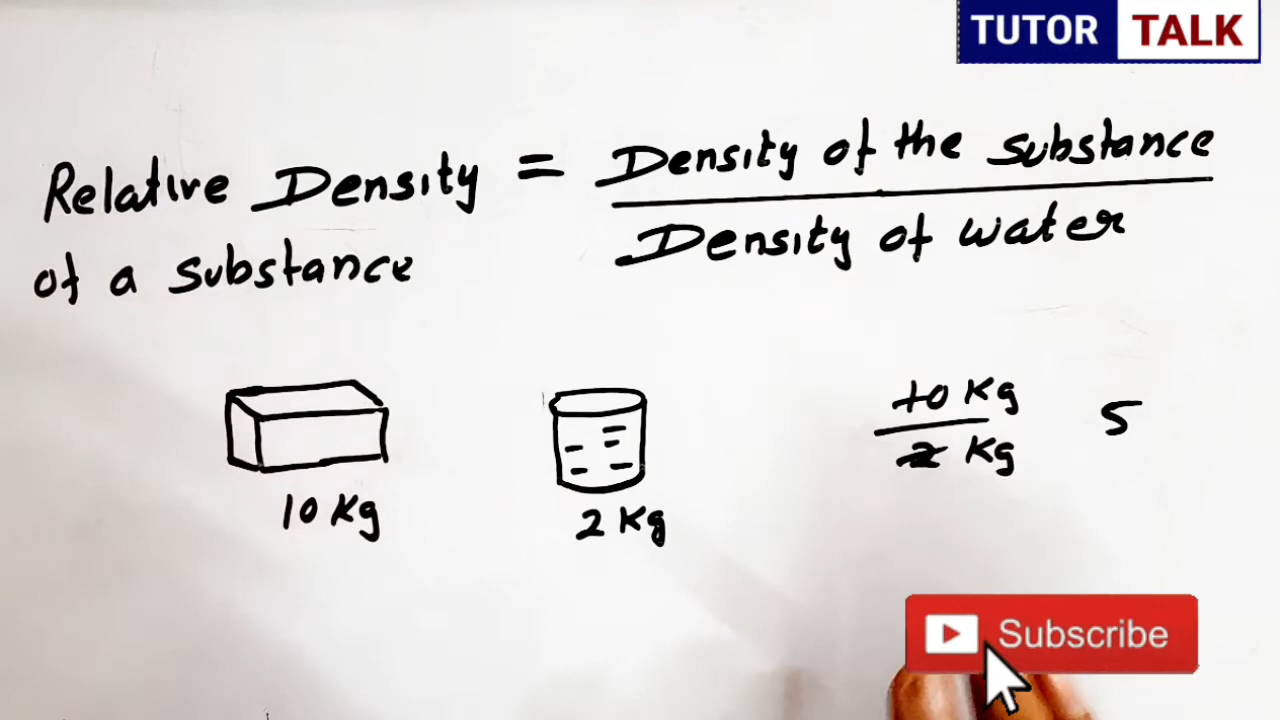 TUTOR TALK
Relative Density = Density of the substance
of a substance Density of water
10 Kg
2 Kg
10 Kg
2 Kg
5
Subscribe